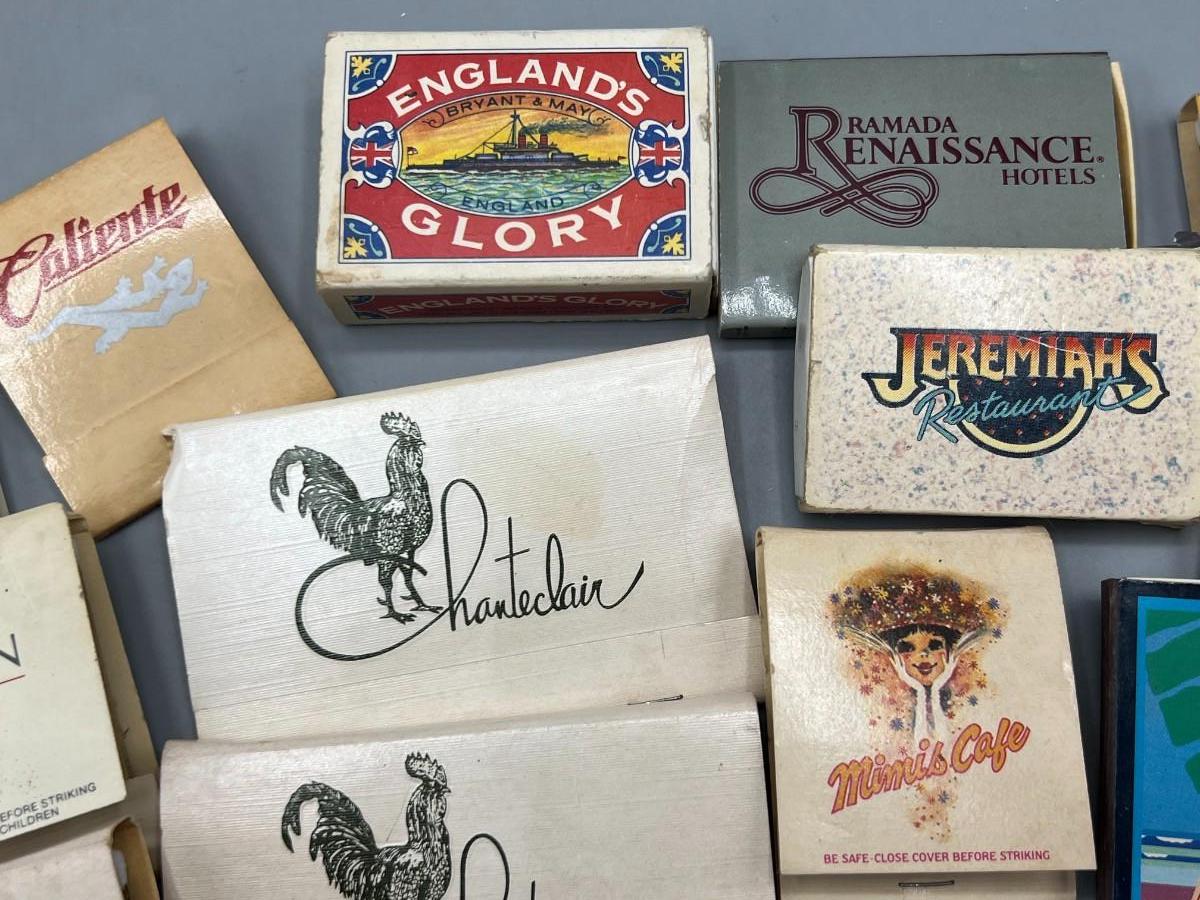 ENGLAND'S
BRYANT & MAY
ENGLAND
GLORY
ENGLAND'S GLORY
RAMADA
RENAISSANCE®
HOTELS
Caliente
JEREMIAH'S
Restaurant
Chanteclair
Mimi's Cafe
BE SAFE-CLOSE COVER BEFORE STRIKING
EFORE STRIKING
CHILDREN